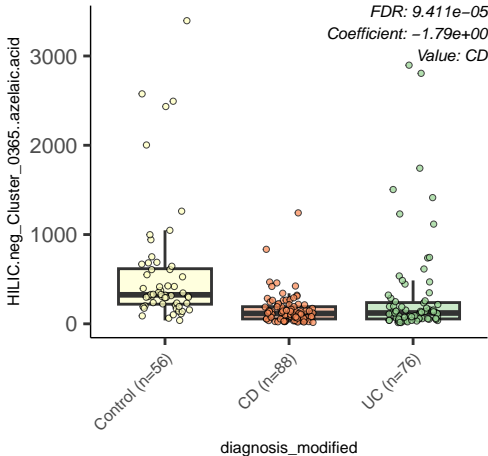 FDR: 9.411e−05
Coefficient: −1.79e+00
Value: CD
HILIC.neg_Cluster_0365..azelaic.acid
3000
2000
1000
0
Control (n=56)
CD (n=88)
UC (n=76)
diagnosis_modified